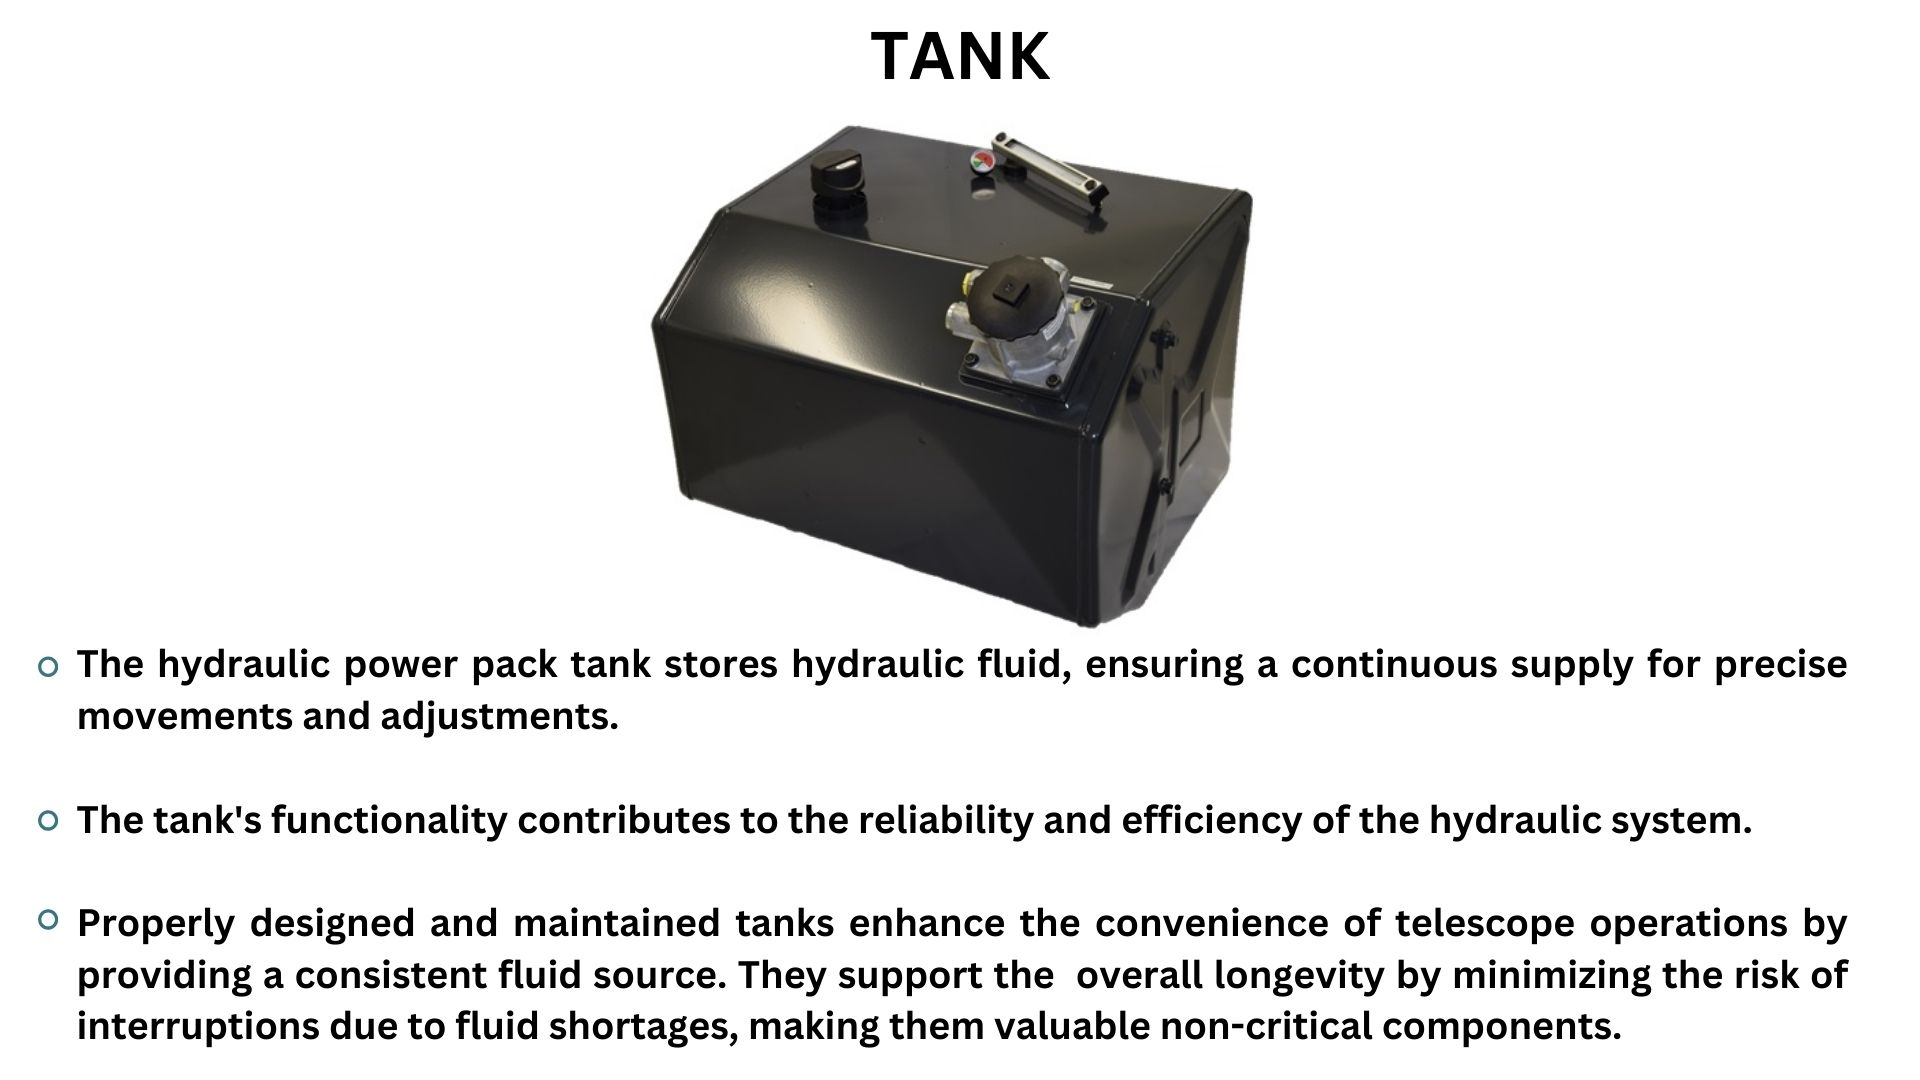 TANK
The hydraulic power pack tank stores hydraulic fluid, ensuring a continuous supply for precise
movements and adjustments.
The tank's functionality contributes to the reliability and efficiency of the hydraulic system.
Properly designed and maintained tanks enhance the convenience of telescope operations by
providing a consistent fluid source. They support the  overall longevity by minimizing the risk of
interruptions due to fluid shortages, making them valuable non-critical components.